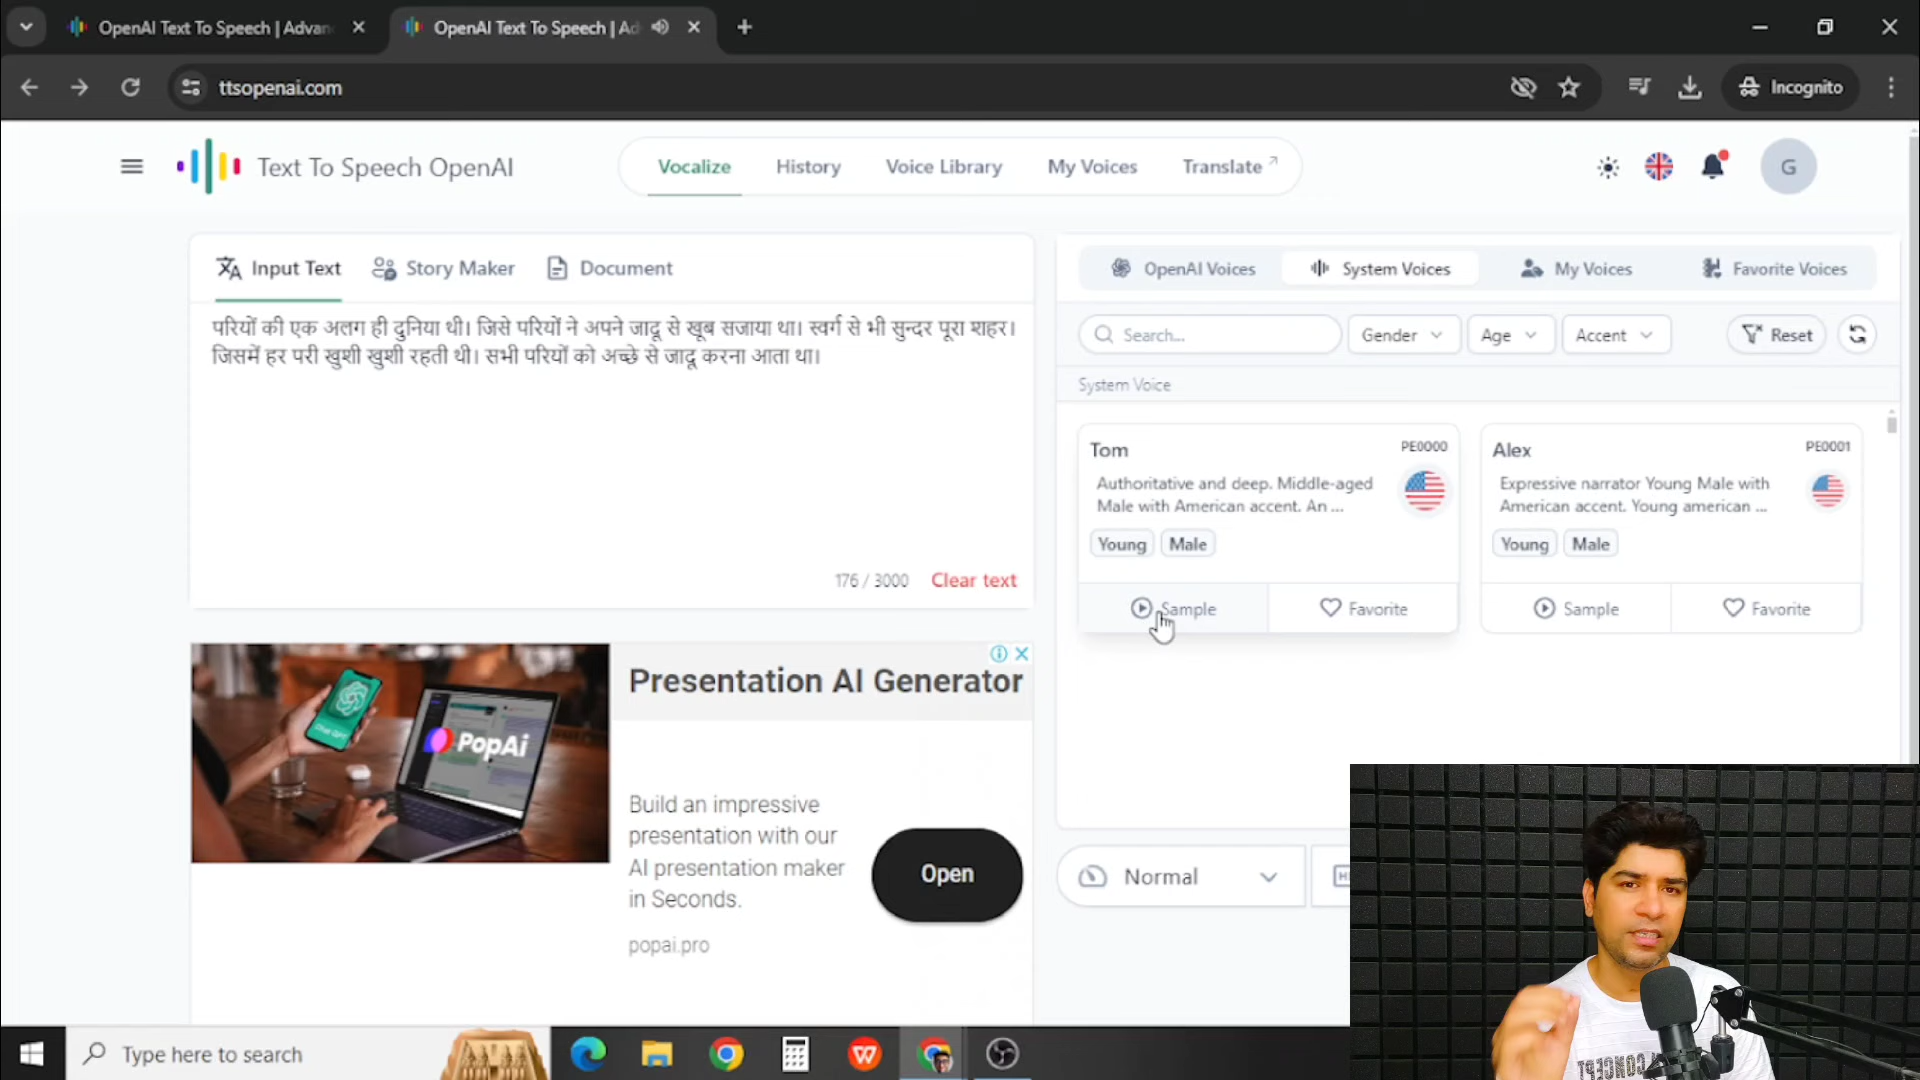 OpenAI Text To Speech | Advan
OpenAI Text To Speech | Ad
ttsopenai.com
Incognito
Text To Speech OpenAI
Vocalize
History
Voice Library
My Voices
Translate
G
Input Text
Story Maker
Document
OpenAI Voices
System Voices
My Voices
Favorite Voices
Search...
Gender
Age
Accent
Reset
परियों की एक अलग ही दुनिया थी। जिसे परियों ने अपने जादू से खूब सजाया था। स्वर्ग से भी सुन्दर पूरा शहर।
जिसमें हर परी खुशी खुशी रहती थी। सभी परियों को अच्छे से जादू करना आता था।
176 / 3000
Clear text
System Voice
Tom
PE0000
Authoritative and deep. Middle-aged
Male with American accent. An ...
Young
Male
Sample
Favorite
Alex
PE0001
Expressive narrator Young Male with
American accent. Young american ...
Young
Male
Sample
Favorite
Presentation AI Generator
PopAi
Build an impressive
presentation with our
AI presentation maker
in Seconds.
popai.pro
Open
Normal
Type here to search